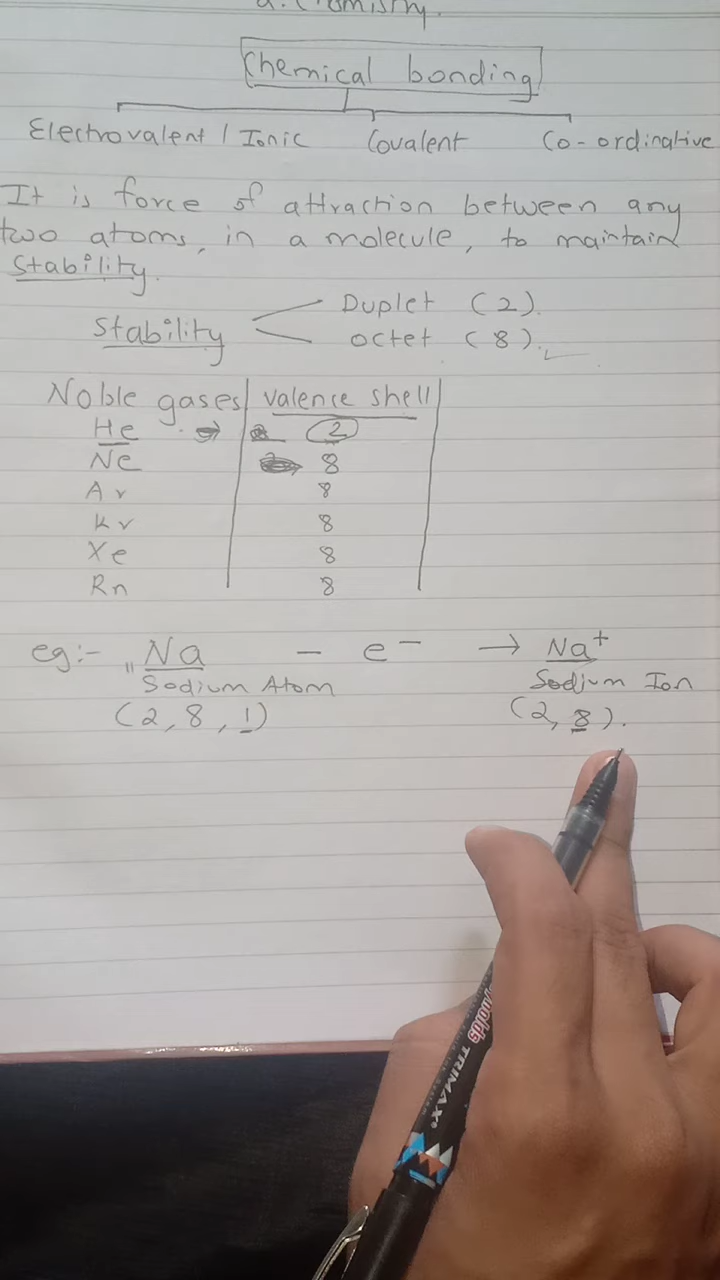 Chemical bonding
Electrovalent / Ionic Covalent Co-ordinative
It is force of attraction between any
two atoms, in a molecule, to maintain
Stability.
Stability Duplet (2).
octet (8).
Noble gases valence shell
He → 2
Ne 8
Ar 8
Kr 8
Xe 8
Rn 8
eg:- " Na - e⁻ → Na⁺
Sodium Atom Sodium Ion
(2, 8, 1) (2, 8).
TRIMAX